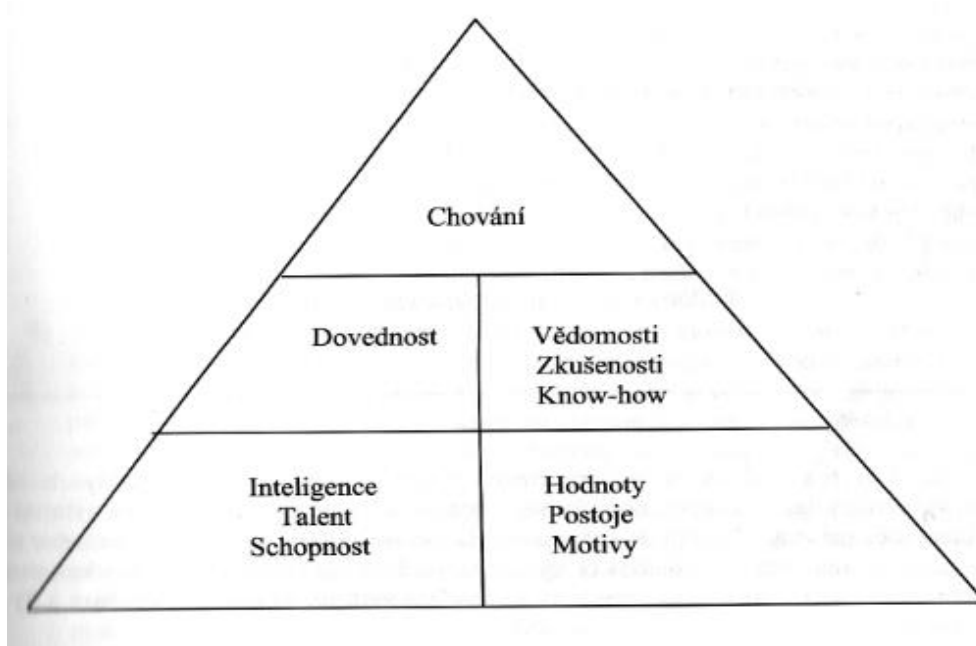 Chování
Dovednost
Vědomosti
Zkušenosti
Know-how
Inteligence
Talent
Schopnost
Hodnoty
Postoje
Motivy